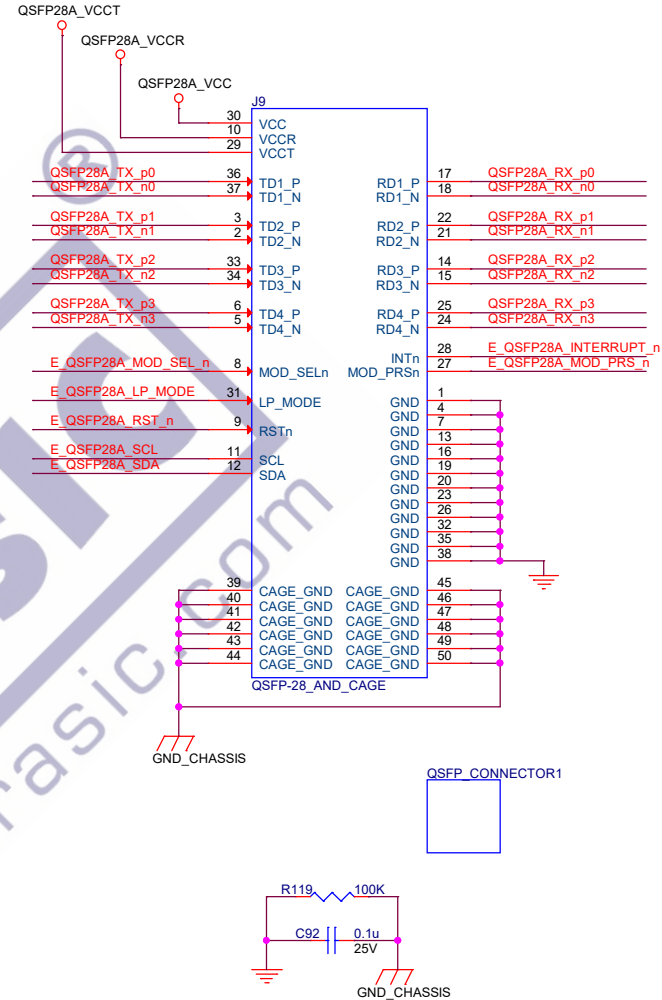 QSFP28A_VCCT
QSFP28A_VCCR
QSFP28A_VCC
J9
30 VCC
10 VCCR
29 VCCT
QSFP28A_TX_p0 36 TD1_P RD1_P 17 QSFP28A_RX_p0
QSFP28A_TX_n0 37 TD1_N RD1_N 18 QSFP28A_RX_n0
QSFP28A_TX_p1 3 TD2_P RD2_P 22 QSFP28A_RX_p1
QSFP28A_TX_n1 2 TD2_N RD2_N 21 QSFP28A_RX_n1
QSFP28A_TX_p2 33 TD3_P RD3_P 14 QSFP28A_RX_p2
QSFP28A_TX_n2 34 TD3_N RD3_N 15 QSFP28A_RX_n2
QSFP28A_TX_p3 6 TD4_P RD4_P 25 QSFP28A_RX_p3
QSFP28A_TX_n3 5 TD4_N RD4_N 24 QSFP28A_RX_n3
INTn 28 E_QSFP28A_INTERRUPT_n
E_QSFP28A_MOD_SEL_n 8 MOD_SELn MOD_PRSn 27 E_QSFP28A_MOD_PRS_n
E_QSFP28A_LP_MODE 31 LP_MODE GND 1
GND 4
E_QSFP28A_RST_n 9 RSTn GND 7
GND 13
E_QSFP28A_SCL 11 SCL GND 16
E_QSFP28A_SDA 12 SDA GND 19
GND 20
GND 23
GND 26
GND 32
GND 35
GND 38
39 CAGE_GND CAGE_GND 45
40 CAGE_GND CAGE_GND 46
41 CAGE_GND CAGE_GND 47
42 CAGE_GND CAGE_GND 48
43 CAGE_GND CAGE_GND 49
44 CAGE_GND CAGE_GND 50
QSFP-28_AND_CAGE
GND_CHASSIS
QSFP_CONNECTOR1
R119 100K
C92 0.1u
25V
GND_CHASSIS
®
sic
rasic.com